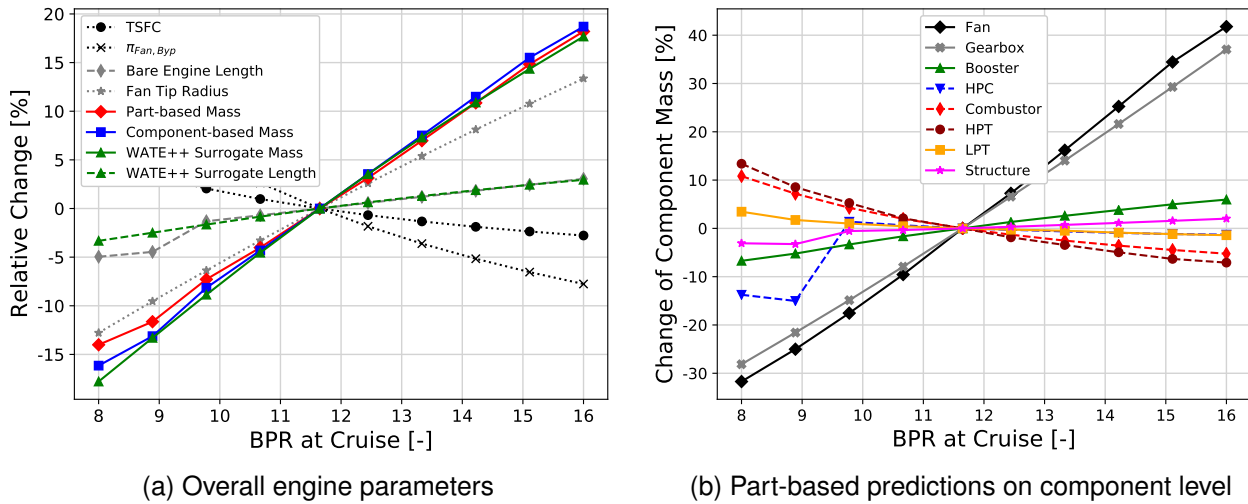 20
15
10
5
0
-5
-10
-15
Relative Change [%]
TSFC
π_{Fan, Byp}
Bare Engine Length
Fan Tip Radius
Part-based Mass
Component-based Mass
WATE++ Surrogate Mass
WATE++ Surrogate Length
8 9 10 11 12 13 14 15 16
BPR at Cruise [-]
(a) Overall engine parameters
40
30
20
10
0
-10
-20
-30
Change of Component Mass [%]
Fan
Gearbox
Booster
HPC
Combustor
HPT
LPT
Structure
8 9 10 11 12 13 14 15 16
BPR at Cruise [-]
(b) Part-based predictions on component level